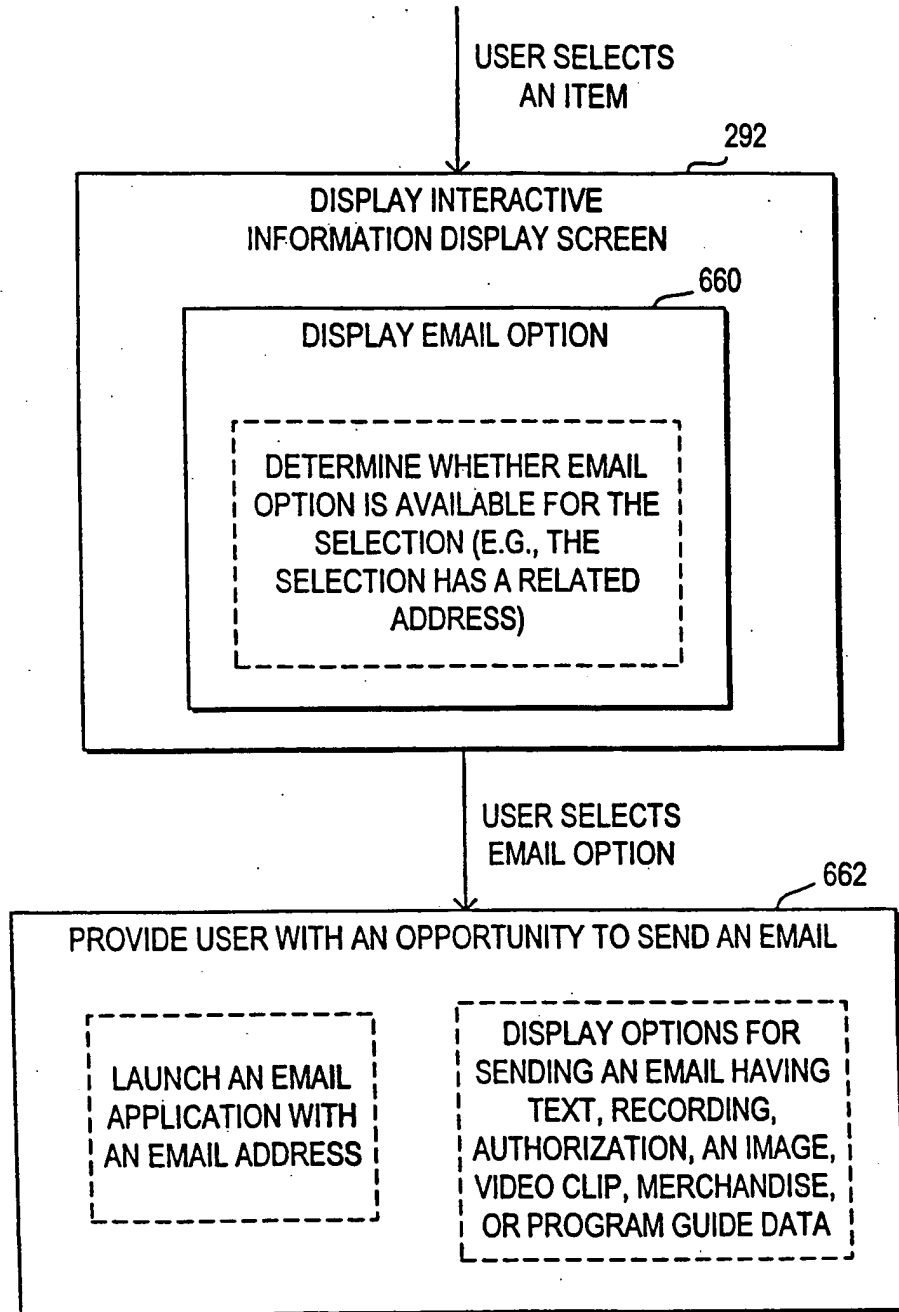 USER SELECTS
AN ITEM
292
DISPLAY INTERACTIVE
INFORMATION DISPLAY SCREEN
660
DISPLAY EMAIL OPTION
DETERMINE WHETHER EMAIL
OPTION IS AVAILABLE FOR THE
SELECTION (E.G., THE
SELECTION HAS A RELATED
ADDRESS)
USER SELECTS
EMAIL OPTION
662
PROVIDE USER WITH AN OPPORTUNITY TO SEND AN EMAIL
LAUNCH AN EMAIL
APPLICATION WITH
AN EMAIL ADDRESS
DISPLAY OPTIONS FOR
SENDING AN EMAIL HAVING
TEXT, RECORDING,
AUTHORIZATION, AN IMAGE,
VIDEO CLIP, MERCHANDISE,
OR PROGRAM GUIDE DATA